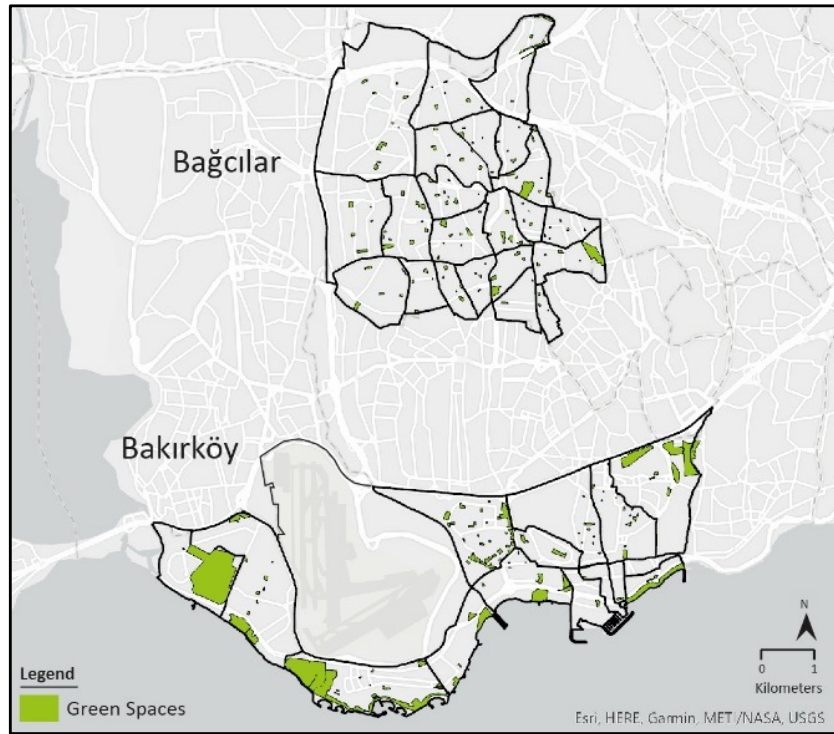 Bağcılar
Bakırköy
N
0 1
Kilometers
Legend
Green Spaces
Esri, HERE, Garmin, METI/NASA, USGS